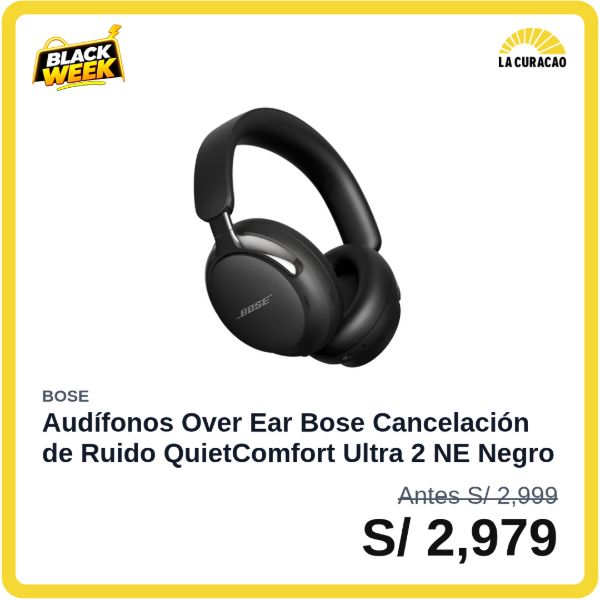 BLACK
WEEK
LA CURACAO
BOSE
BOSE
Audífonos Over Ear Bose Cancelación
de Ruido QuietComfort Ultra 2 NE Negro
Antes S/ 2,999
S/ 2,979